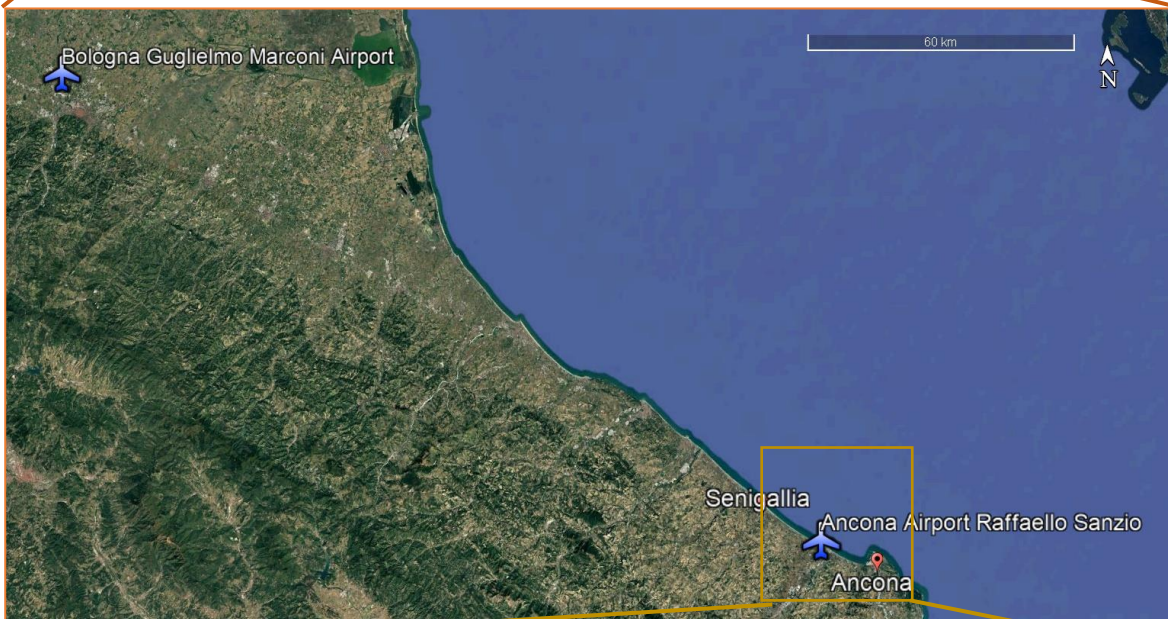 Bologna Guglielmo Marconi Airport
60 km
N
Senigallia
Ancona Airport Raffaello Sanzio
Ancona